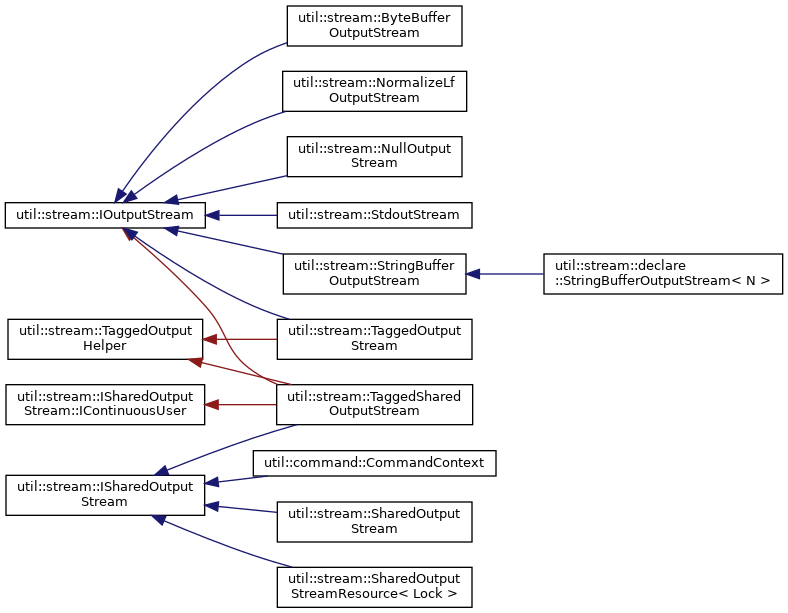 util::stream::ByteBuffer
OutputStream
util::stream::NormalizeLf
OutputStream
util::stream::NullOutput
Stream
util::stream::IOutputStream
util::stream::StdoutStream
util::stream::StringBuffer
OutputStream
util::stream::declare
::StringBufferOutputStream< N >
util::stream::TaggedOutput
Helper
util::stream::TaggedOutput
Stream
util::stream::ISharedOutput
Stream::IContinuousUser
util::stream::TaggedShared
OutputStream
util::command::CommandContext
util::stream::ISharedOutput
Stream
util::stream::SharedOutput
Stream
util::stream::SharedOutput
StreamResource< Lock >